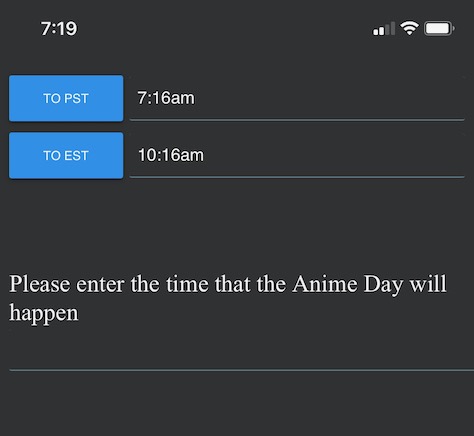 7:19
TO PST 7:16am
TO EST 10:16am
Please enter the time that the Anime Day will
happen